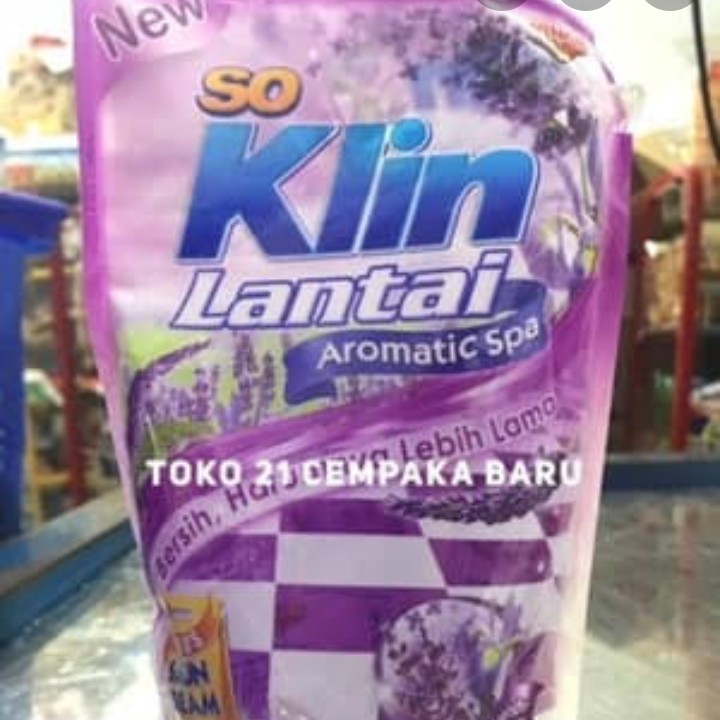 New
SO
Klin
Lantai
Aromatic Spa
Bersih, Lebih Lama
TOKO 21 CEMPAKA BARU